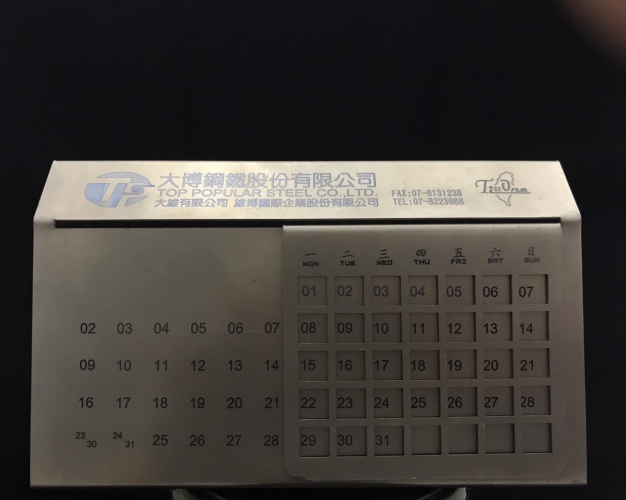 TPS 大博鋼鐵股份有限公司
TOP POPULAR STEEL CO.,LTD.
大雄有限公司 雄博國際企業股份有限公司
FAX:07-8131238
TEL:07-8223668
一 二 三 四 五 六 日
MON TUE WED THU FRI SAT SUN
01 02 03 04 05 06 07
02 03 04 05 06 07 08 09 10 11 12 13 14
09 10 11 12 13 14 15 16 17 18 19 20 21
16 17 18 19 20 21 22 23 24 25 26 27 28
23 30 24 31 25 26 27 28 29 30 31